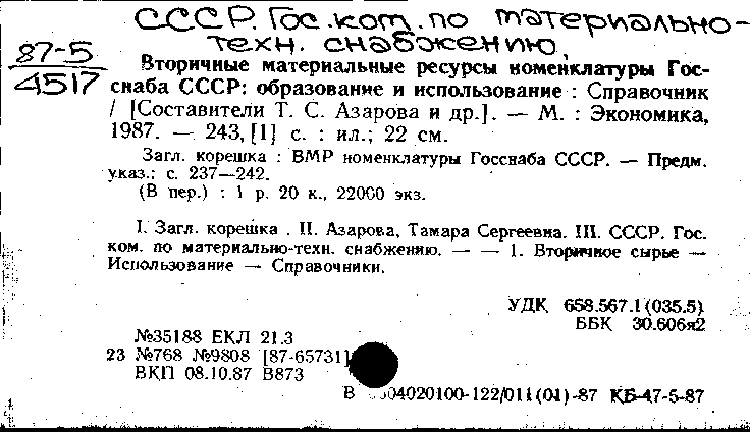 СССР. Гос. ком. по материально-
техн. снабжению.
87-5
4517
Вторичные материальные ресурсы номенклатуры Гос-
снаба СССР: образование и использование : Справочник
/ [Составители Т. С. Азарова и др.]. — М. : Экономика,
1987. — 243, [1] с. : ил.; 22 см.
Загл. корешка : ВМР номенклатуры Госснаба СССР. — Предм.
указ.: с. 237—242.
(В пер.) : 1 р. 20 к., 22000 экз.
I. Загл. корешка . II. Азарова, Тамара Сергеевна. III. СССР. Гос.
ком. по материально-техн. снабжению. — — 1. Вторичное сырье —
Использование — Справочники.
УДК 658.567.1(035.5)
ББК 30.606я2
№35188 ЕКЛ 21.3
23 №768 №9808 [87-65731]
ВКП 08.10.87 В873
В 04020100-122/011(01)-87 КБ-47-5-87